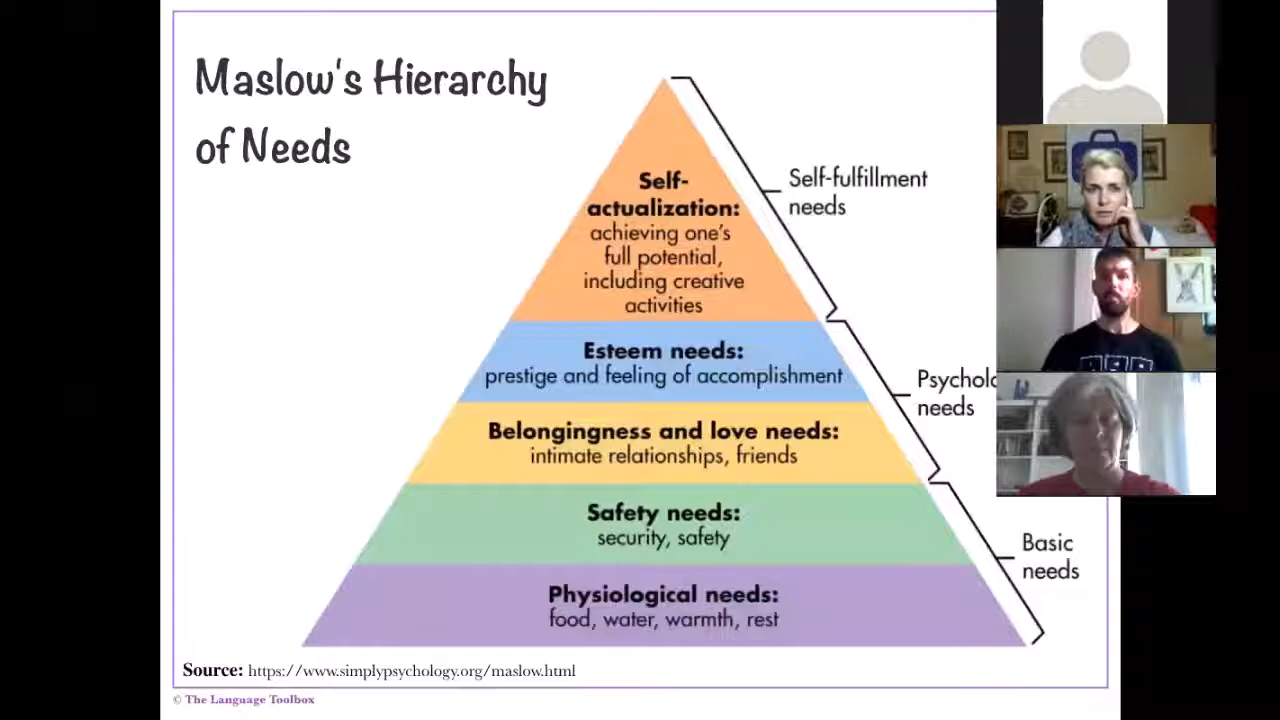 Maslow's Hierarchy
of Needs
Self-
actualization:
achieving one's
full potential,
including creative
activities
Esteem needs:
prestige and feeling of accomplishment
Belongingness and love needs:
intimate relationships, friends
Safety needs:
security, safety
Physiological needs:
food, water, warmth, rest
Self-fulfillment
needs
needs
Basic
needs
Source: https://www.simplypsychology.org/maslow.html
© The Language Toolbox